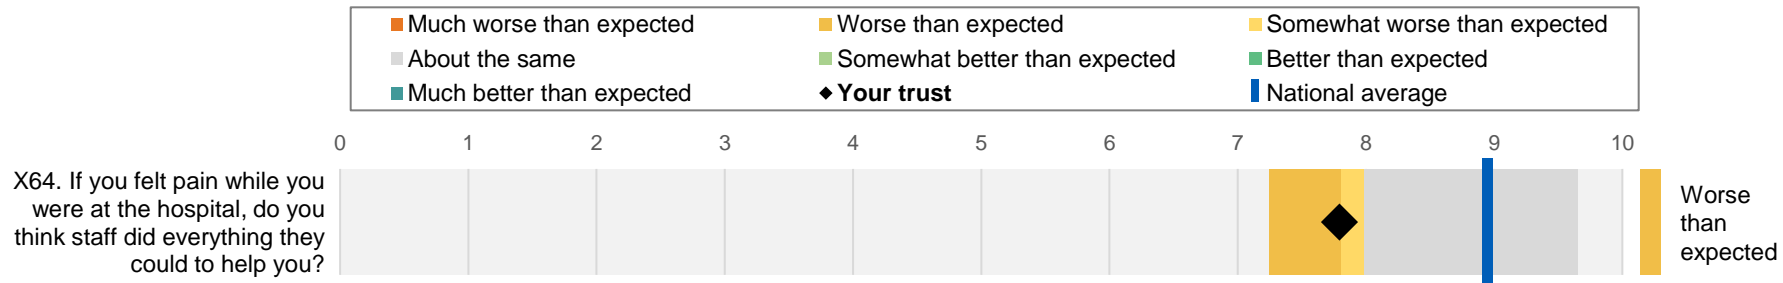 Much worse than expected
Worse than expected
Somewhat worse than expected
About the same
Somewhat better than expected
Better than expected
Much better than expected
Your trust
National average
0 1 2 3 4 5 6 7 8 9 10
X64. If you felt pain while you
were at the hospital, do you
think staff did everything they
could to help you?
Worse
than
expected